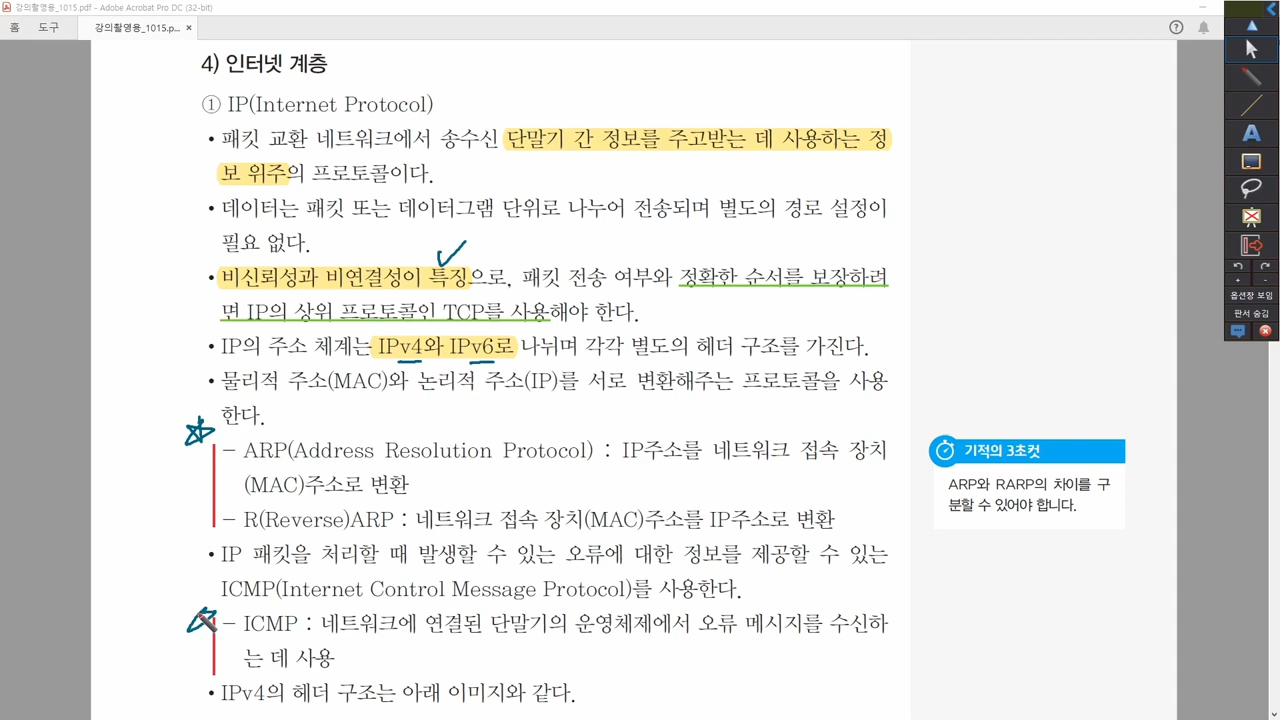 강의촬영용_1015.pdf - Adobe Acrobat Pro DC (32-bit)
홈 도구 강의촬영용_1015.p... ×
4) 인터넷 계층
① IP(Internet Protocol)
• 패킷 교환 네트워크에서 송수신 단말기 간 정보를 주고받는 데 사용하는 정
보 위주의 프로토콜이다.
• 데이터는 패킷 또는 데이터그램 단위로 나누어 전송되며 별도의 경로 설정이
필요 없다.
• 비신뢰성과 비연결성이 특징으로, 패킷 전송 여부와 정확한 순서를 보장하려
면 IP의 상위 프로토콜인 TCP를 사용해야 한다.
• IP의 주소 체계는 IPv4와 IPv6로 나뉘며 각각 별도의 헤더 구조를 가진다.
• 물리적 주소(MAC)와 논리적 주소(IP)를 서로 변환해주는 프로토콜을 사용
한다.
– ARP(Address Resolution Protocol) : IP주소를 네트워크 접속 장치
(MAC)주소로 변환
– R(Reverse)ARP : 네트워크 접속 장치(MAC)주소를 IP주소로 변환
• IP 패킷을 처리할 때 발생할 수 있는 오류에 대한 정보를 제공할 수 있는
ICMP(Internet Control Message Protocol)를 사용한다.
– ICMP : 네트워크에 연결된 단말기의 운영체제에서 오류 메시지를 수신하
는 데 사용
• IPv4의 헤더 구조는 아래 이미지와 같다.
기적의 3초컷
ARP와 RARP의 차이를 구
분할 수 있어야 합니다.
A
- +
옵션장 보임
판서 숨김